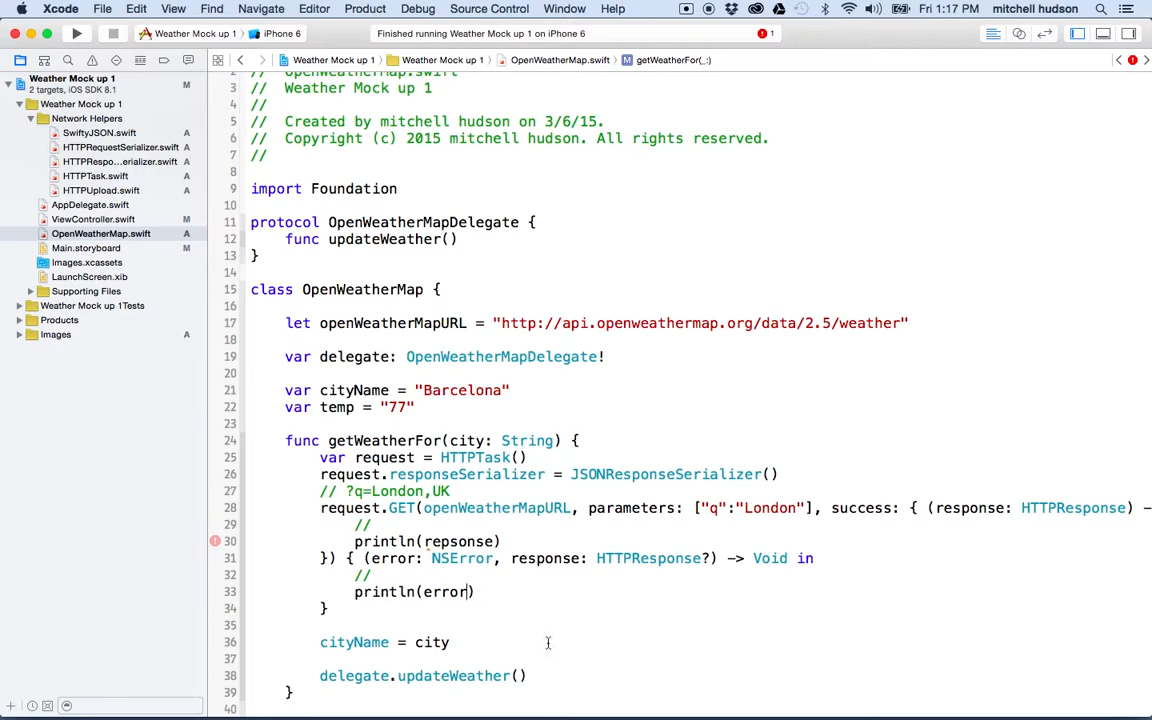 Xcode File Edit View Find Navigate Editor Product Debug Source Control Window Help Fri 1:17 PM mitchell hudson
Weather Mock up 1 iPhone 6 Finished running Weather Mock up 1 on iPhone 6 1
Weather Mock up 1 Weather Mock up 1 OpenWeatherMap.swift M getWeatherFor(_:)
Weather Mock up 1 M
2 targets, iOS SDK 8.1
Weather Mock up 1
Network Helpers
SwiftyJSON.swift A
HTTPRequestSerializer.swift A
HTTPRespo...erializer.swift A
HTTPTask.swift A
HTTPUpload.swift A
AppDelegate.swift
ViewController.swift M
OpenWeatherMap.swift A
Main.storyboard M
Images.xcassets
LaunchScreen.xib
Supporting Files
Weather Mock up 1Tests
Products
Images A
2 // OpenWeatherMap.swift
3 // Weather Mock up 1
4 //
5 // Created by mitchell hudson on 3/6/15.
6 // Copyright (c) 2015 mitchell hudson. All rights reserved.
7 //
8
9 import Foundation
10
11 protocol OpenWeatherMapDelegate {
12 func updateWeather()
13 }
14
15 class OpenWeatherMap {
16
17 let openWeatherMapURL = "http://api.openweathermap.org/data/2.5/weather"
18
19 var delegate: OpenWeatherMapDelegate!
20
21 var cityName = "Barcelona"
22 var temp = "77"
23
24 func getWeatherFor(city: String) {
25 var request = HTTPTask()
26 request.responseSerializer = JSONResponseSerializer()
27 // ?q=London,UK
28 request.GET(openWeatherMapURL, parameters: ["q":"London"], success: { (response: HTTPResponse) -
29 //
30 println(repsonse)
31 }) { (error: NSError, response: HTTPResponse?) -> Void in
32 //
33 println(error)
34 }
35
36 cityName = city
37
38 delegate.updateWeather()
39 }
40